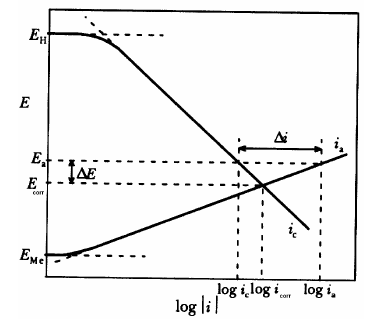 E_H
E
E_a
ΔE
E_corr
E_Me
Δi
i_a
i_c
log i_c
log i_corr
log i_a
log |i|